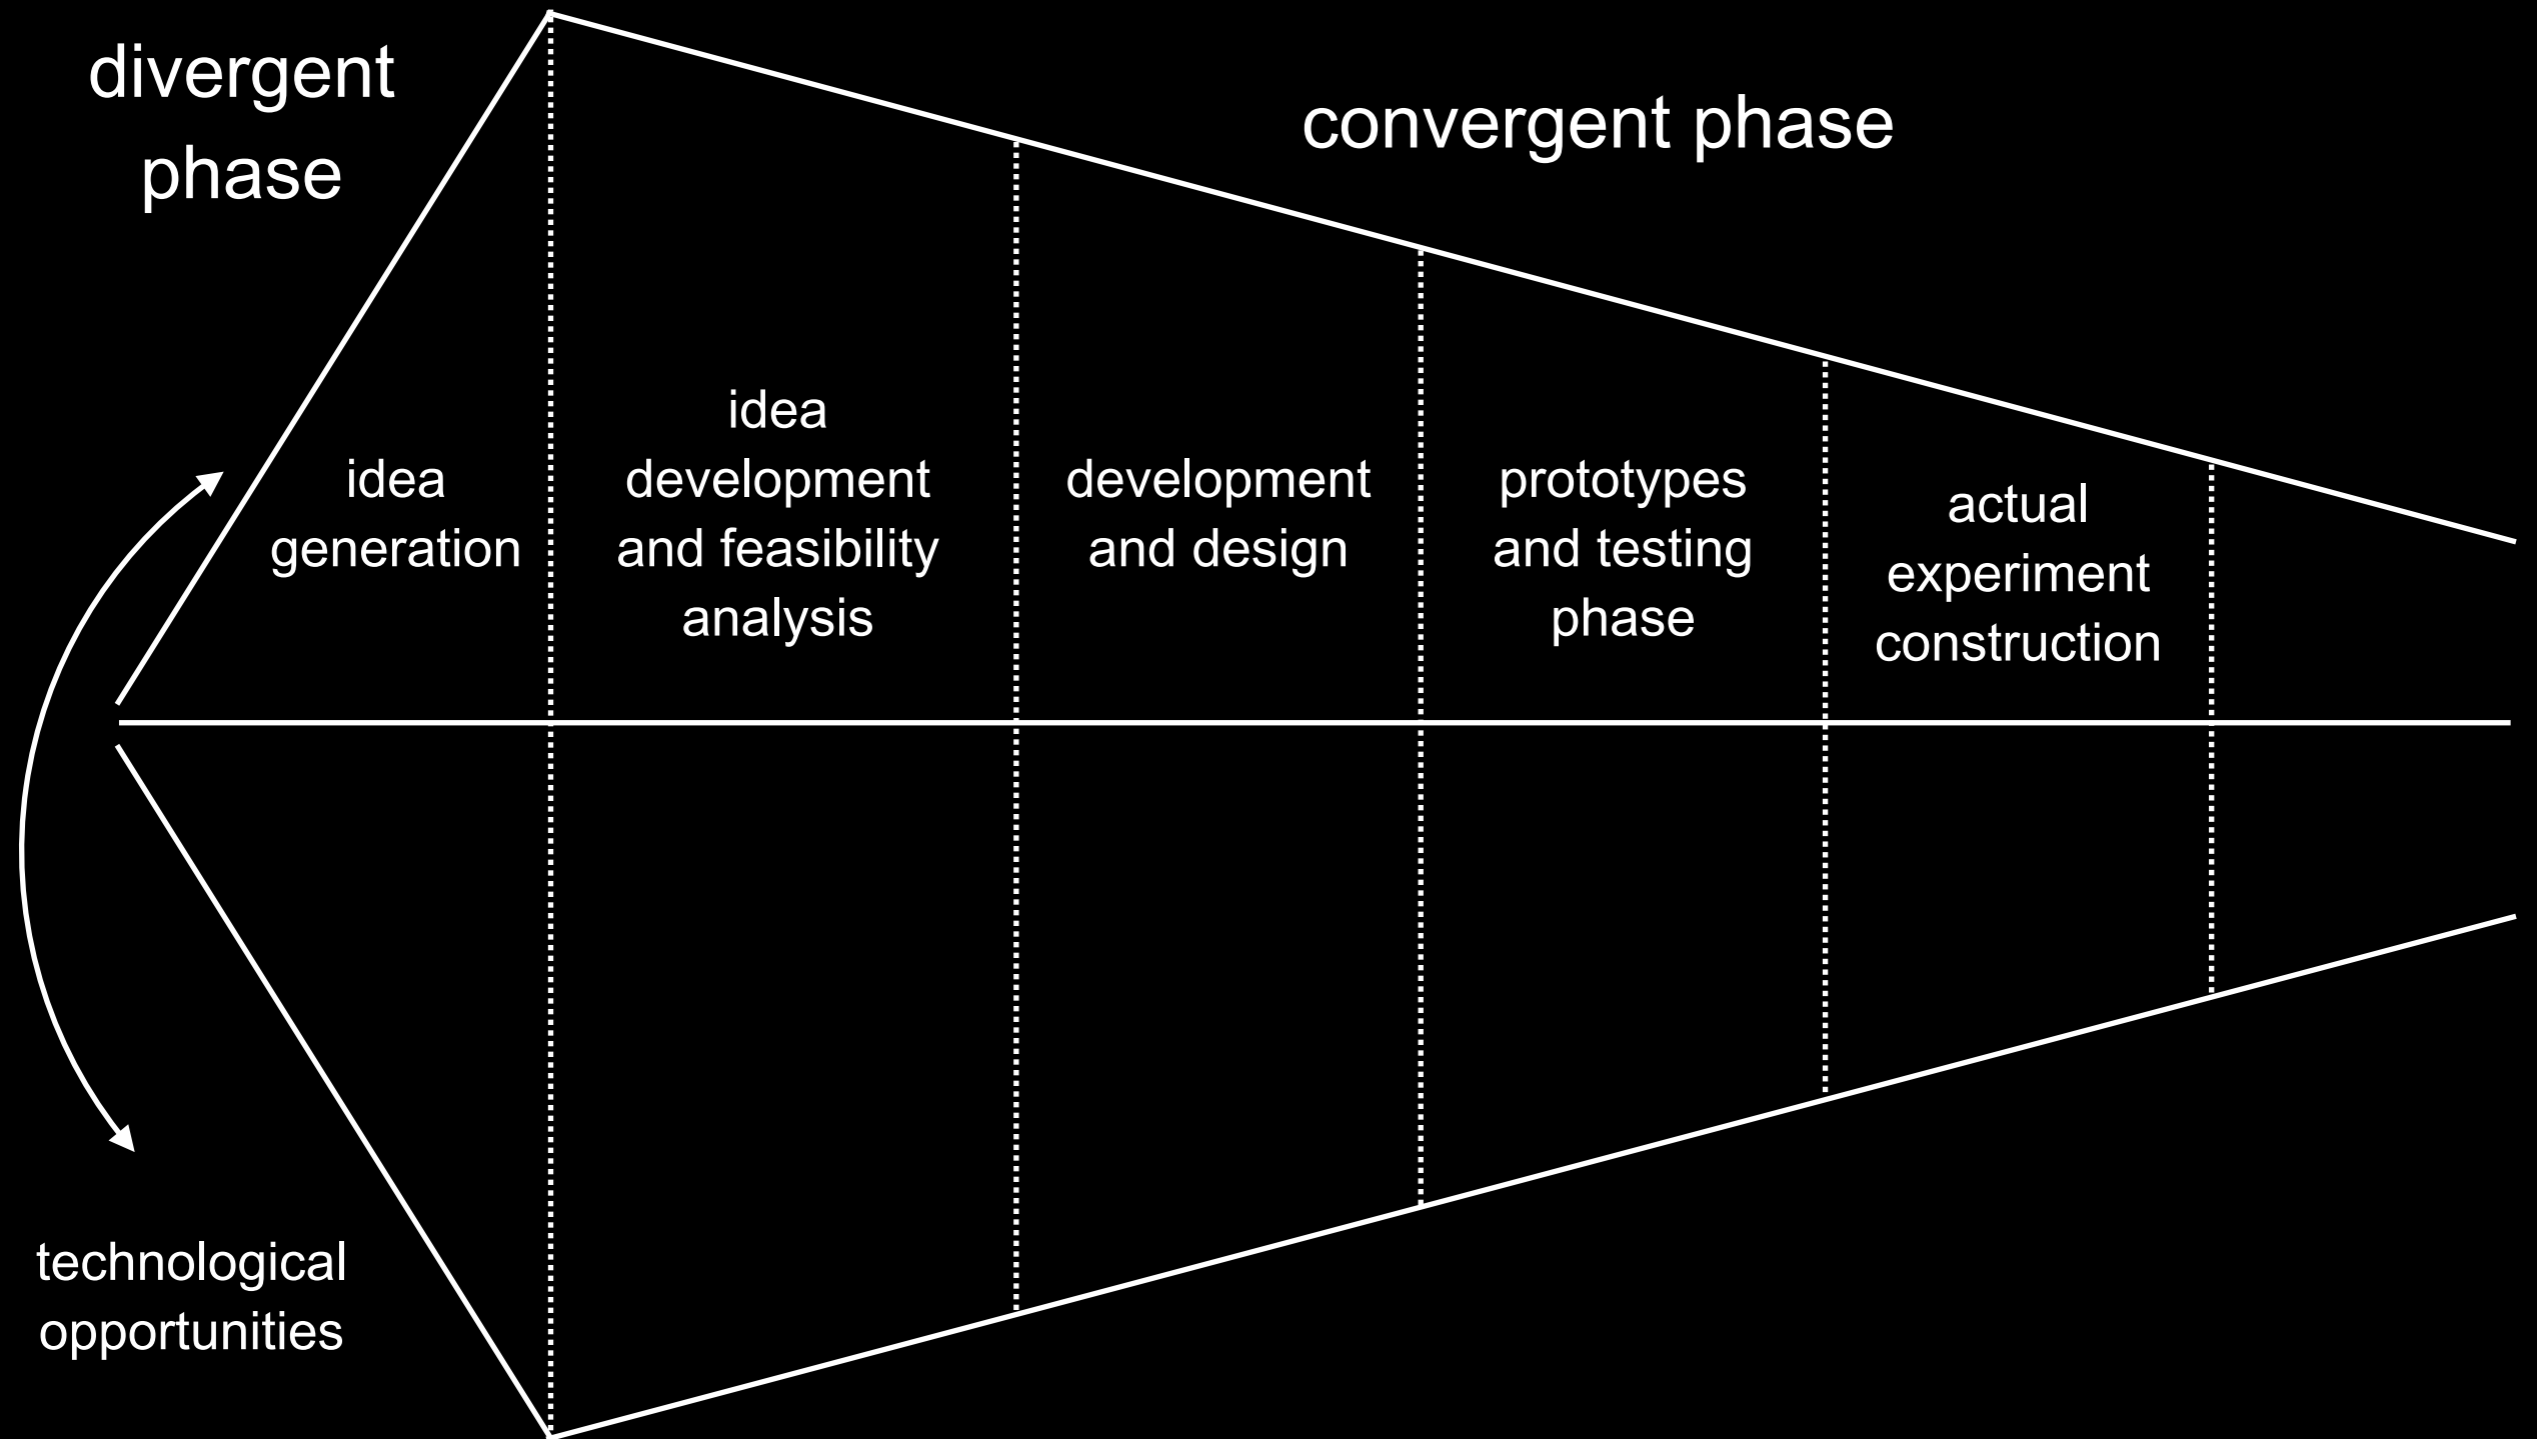 divergent
phase
convergent phase
idea
generation
idea
development
and feasibility
analysis
development
and design
prototypes
and testing
phase
actual
experiment
construction
technological
opportunities